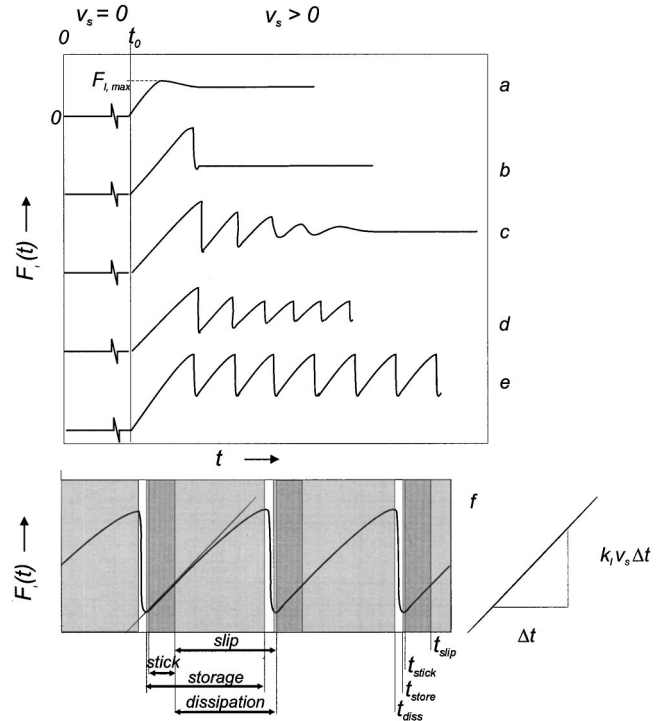 v_s = 0 v_s > 0
0 t_0
F_l, max
0
a
b
c
d
e
F_l(t)
t
f
F_l(t)
k_l v_s Δt
Δt
slip
stick
storage
dissipation
t_slip
t_stick
t_store
t_diss